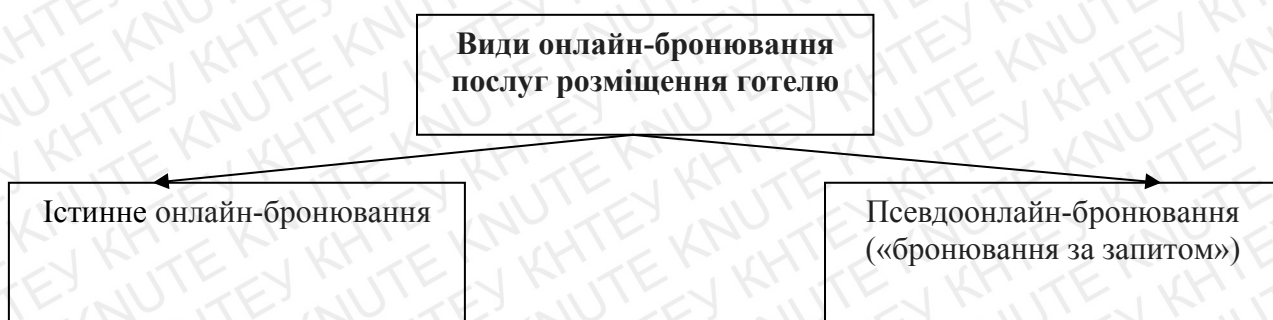 Види онлайн-бронювання
послуг розміщення готелю
Істинне онлайн-бронювання
Псевдоонлайн-бронювання
(«бронювання за запитом»)